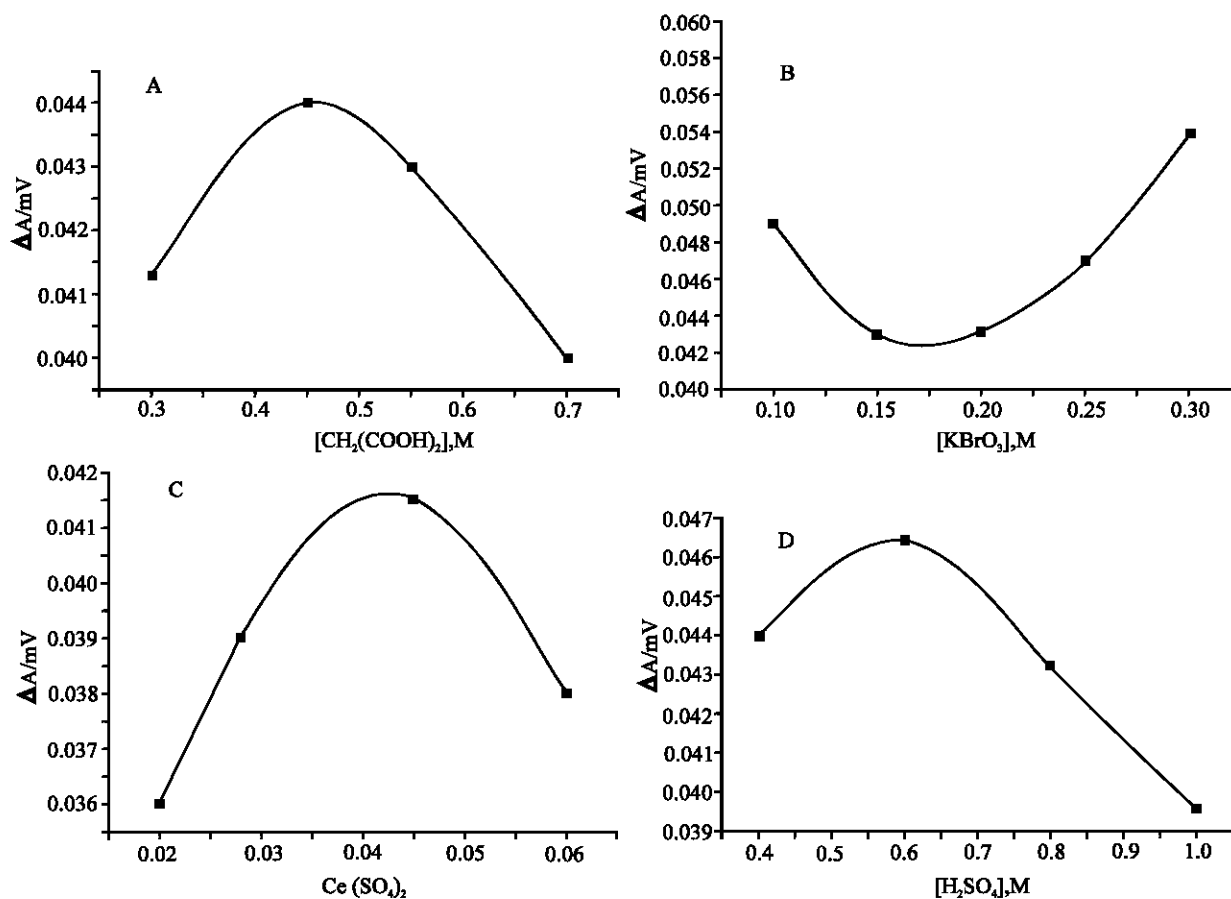 A
ΔA/mV
0.044
0.043
0.042
0.041
0.040
0.3 0.4 0.5 0.6 0.7
[CH₂(COOH)₂],M
B
ΔA/mV
0.060
0.058
0.056
0.054
0.052
0.050
0.048
0.046
0.044
0.042
0.040
0.10 0.15 0.20 0.25 0.30
[KBrO₃],M
C
ΔA/mV
0.042
0.041
0.040
0.039
0.038
0.037
0.036
0.02 0.03 0.04 0.05 0.06
Ce (SO₄)₂
D
ΔA/mV
0.047
0.046
0.045
0.044
0.043
0.042
0.041
0.040
0.039
0.4 0.5 0.6 0.7 0.8 0.9 1.0
[H₂SO₄],M